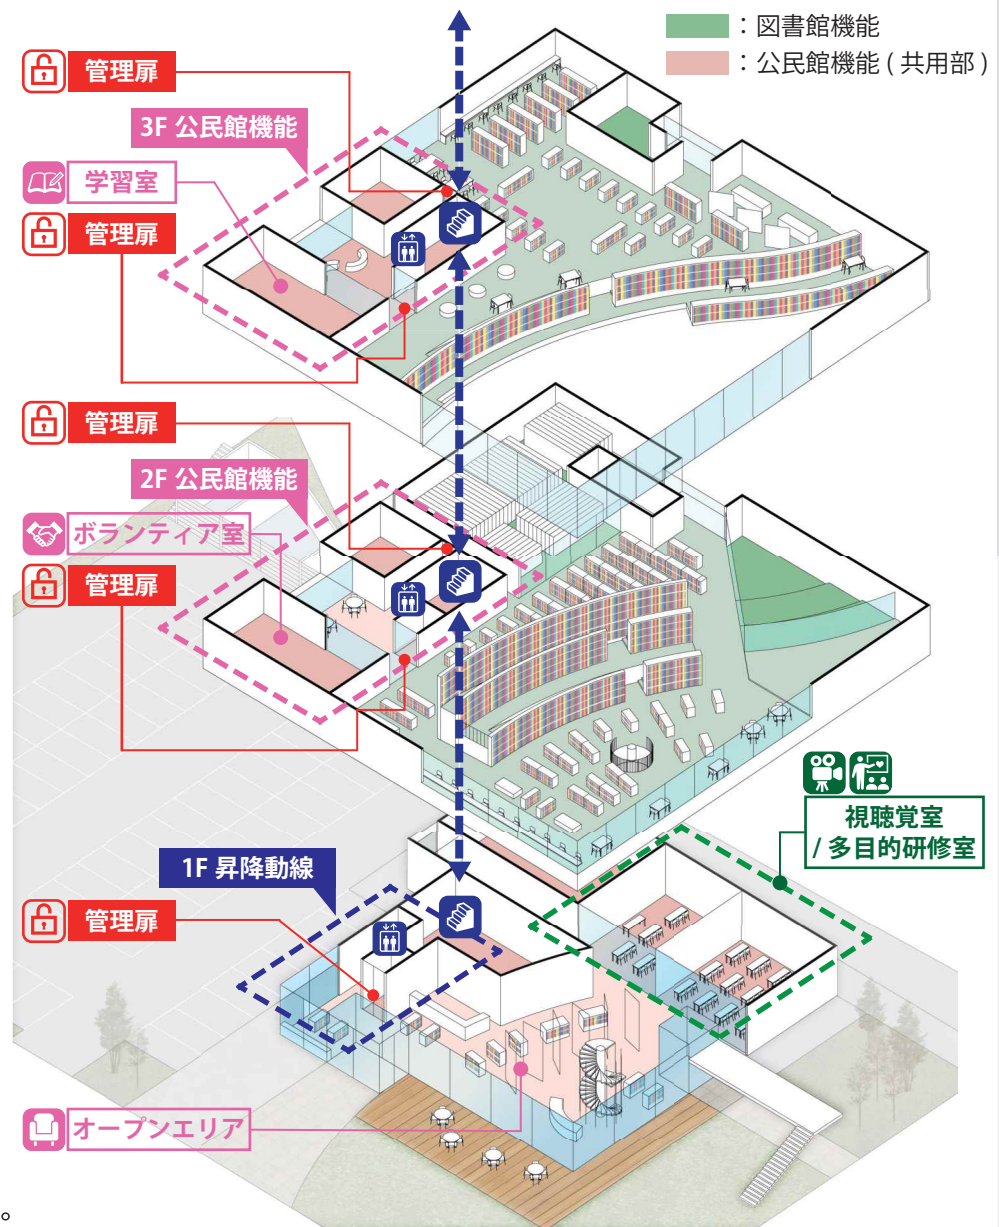 ：図書館機能
：公民館機能 ( 共用部 )
管理扉
3F 公民館機能
学習室
管理扉
管理扉
2F 公民館機能
ボランティア室
管理扉
視聴覚室
/ 多目的研修室
1F 昇降動線
管理扉
オープンエリア
。